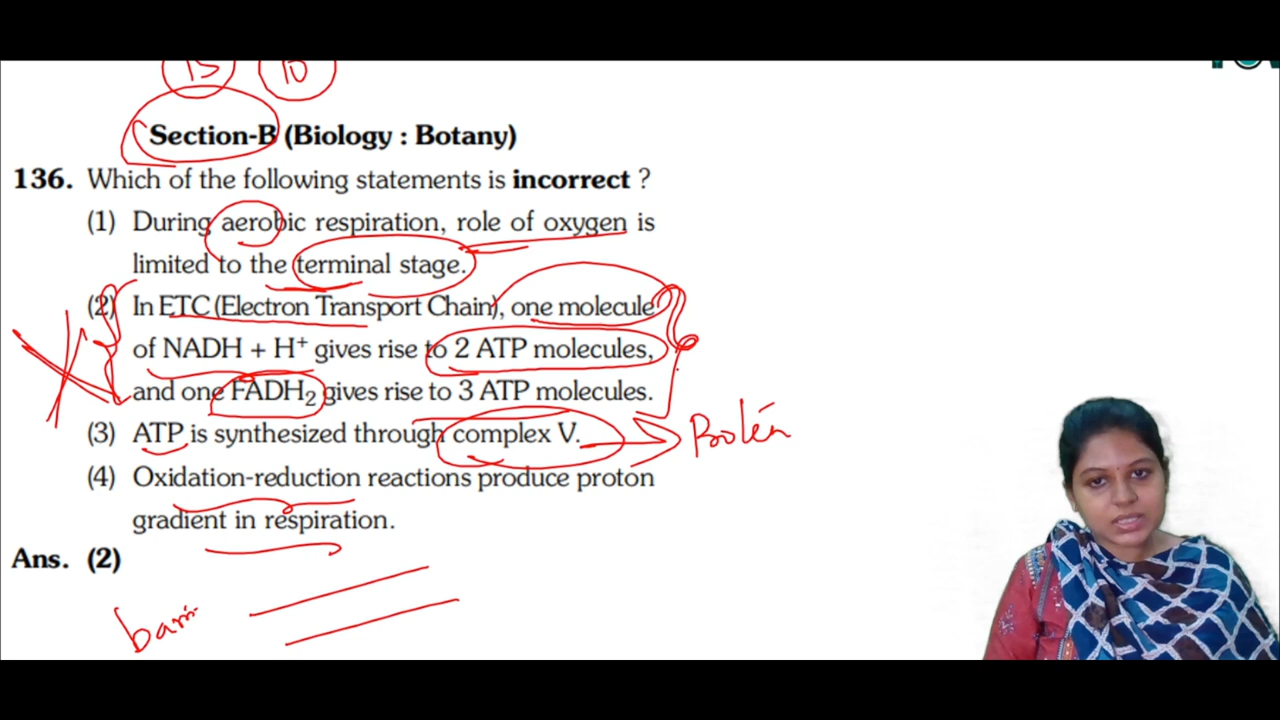 15 10
Section-B (Biology : Botany)
136. Which of the following statements is incorrect ?
(1) During aerobic respiration, role of oxygen is
limited to the terminal stage.
(2) In ETC (Electron Transport Chain), one molecule
of NADH + H⁺ gives rise to 2 ATP molecules,
and one FADH₂ gives rise to 3 ATP molecules.
(3) ATP is synthesized through complex V.
(4) Oxidation-reduction reactions produce proton
gradient in respiration.
Ans. (2)